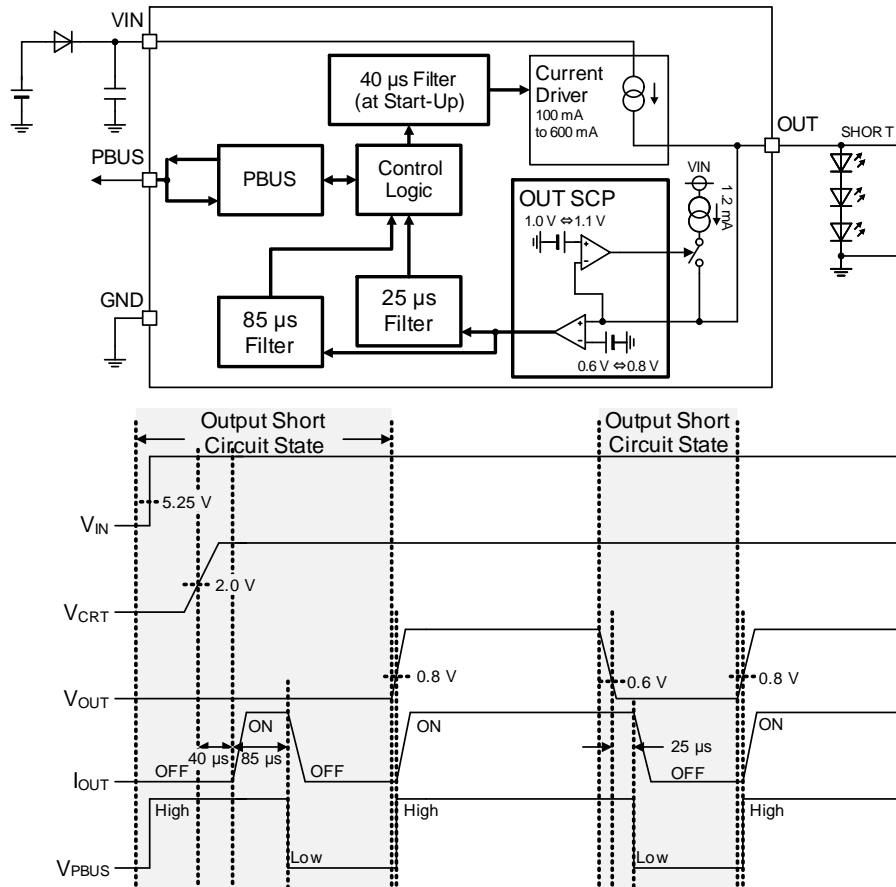 VIN
40 µs Filter
(at Start-Up)
Current
Driver
100 mA
to 600 mA
OUT
SHORT
PBUS
PBUS
Control
Logic
VIN
1.2 mA
OUT SCP
1.0 V ⇔ 1.1 V
+
-
GND
85 µs
Filter
25 µs
Filter
+
-
0.6 V ⇔ 0.8 V
Output Short
Circuit State
Output Short
Circuit State
5.25 V
VIN
2.0 V
VCRT
0.8 V
0.6 V
0.8 V
VOUT
ON
ON
ON
40 µs
85 µs
25 µs
OFF
OFF
OFF
IOUT
High
High
High
Low
Low
VPBUS